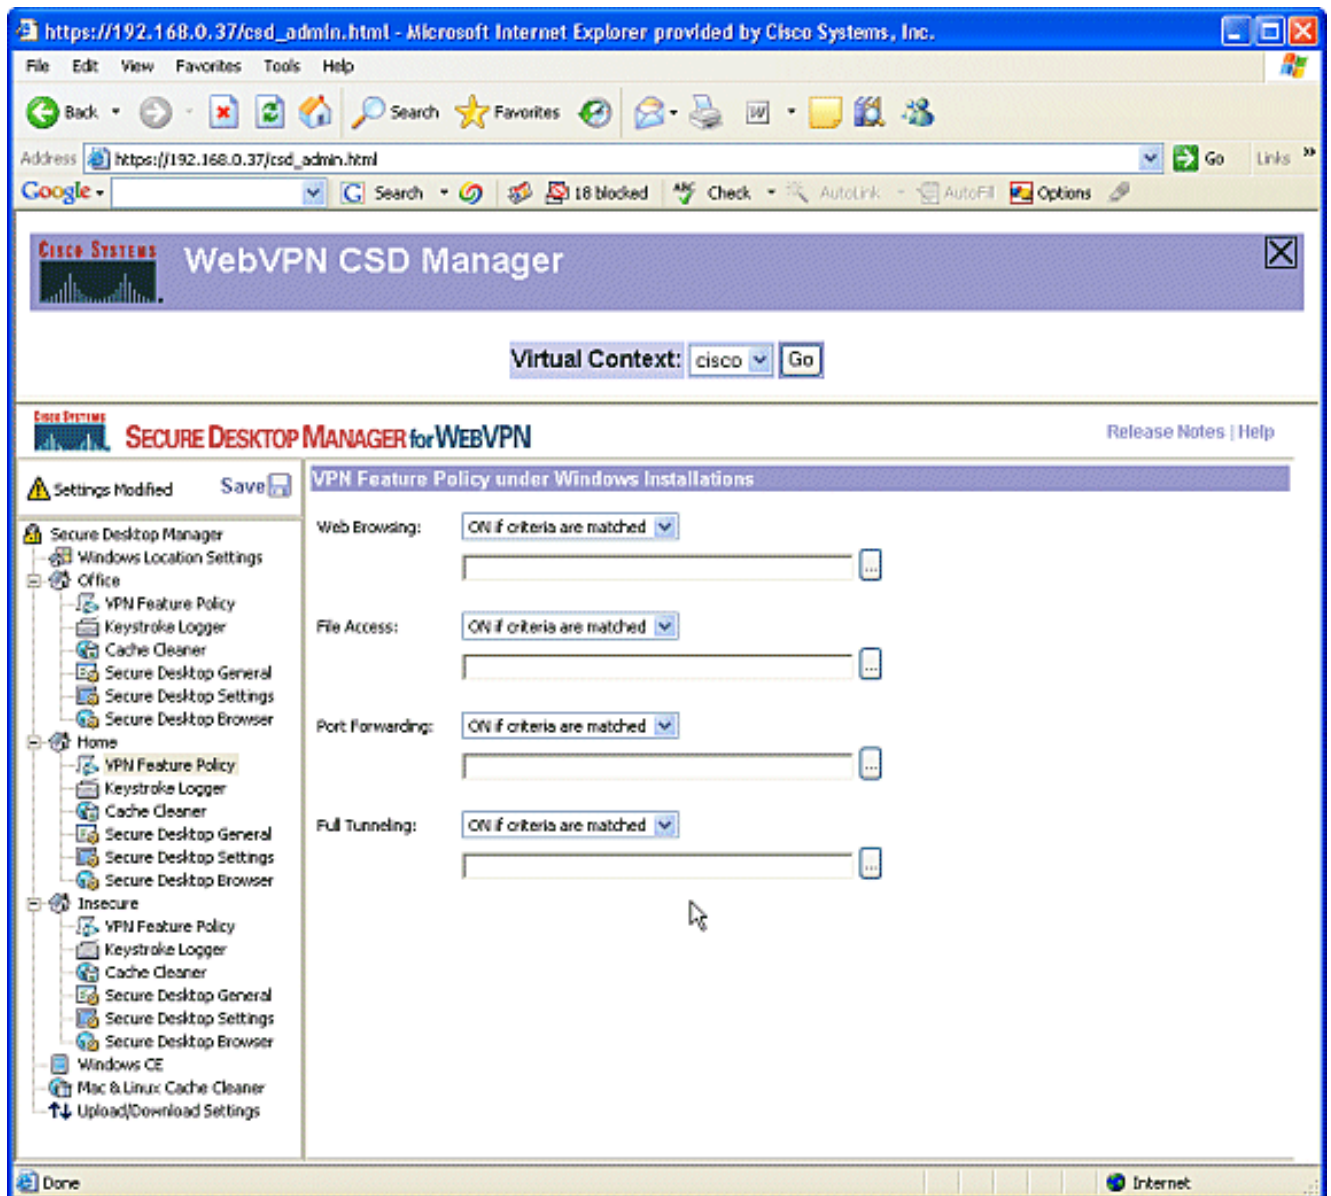 https://192.168.0.37/csd_admin.html - Microsoft Internet Explorer provided by Cisco Systems, Inc.
File Edit View Favorites Tools Help
Back Search Favorites
Address https://192.168.0.37/csd_admin.html Go Links »
Google Search 18 blocked ABC Check AutoLink AutoFill Options
CISCO SYSTEMS WebVPN CSD Manager
Virtual Context: cisco Go
CISCO SYSTEMS SECURE DESKTOP MANAGER for WEBVPN Release Notes | Help
Settings Modified Save
Secure Desktop Manager
Windows Location Settings
Office
VPN Feature Policy
Keystroke Logger
Cache Cleaner
Secure Desktop General
Secure Desktop Settings
Secure Desktop Browser
Home
VPN Feature Policy
Keystroke Logger
Cache Cleaner
Secure Desktop General
Secure Desktop Settings
Secure Desktop Browser
Insecure
VPN Feature Policy
Keystroke Logger
Cache Cleaner
Secure Desktop General
Secure Desktop Settings
Secure Desktop Browser
Windows CE
Mac & Linux Cache Cleaner
Upload/Download Settings
VPN Feature Policy under Windows Installations
Web Browsing: ON if criteria are matched
...
File Access: ON if criteria are matched
...
Port Forwarding: ON if criteria are matched
...
Full Tunneling: ON if criteria are matched
...
Done Internet